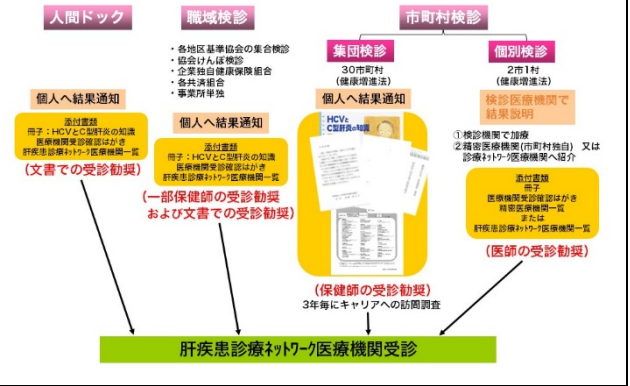 人間ドック
職域検診
市町村検診
・各地区基準協会の集合検診
・協会けんぽ検診
・企業独自健康保険組合
・各共済組合
・事業所単独
集団検診
30市町村
(健康増進法)
個別検診
2市1村
(健康増進法)
個人へ結果通知
添付書類
冊子：HCVとC型肝炎の知識
医療機関受診確認はがき
肝疾患診療ネットワーク医療機関一覧
(文書での受診勧奨)
個人へ結果通知
添付書類
冊子：HCVとC型肝炎の知識
医療機関受診確認はがき
肝疾患診療ネットワーク医療機関一覧
(一部保健師の受診勧奨
および文書での受診勧奨)
個人へ結果通知
HCVと
C型肝炎の知識
(保健師の受診勧奨)
3年毎にキャリアへの訪問調査
検診医療機関で
結果説明
①検診機関で加療
②精密医療機関(市町村独自) 又は
診療ネットワーク医療機関へ紹介
添付書類
冊子
医療機関受診確認はがき
精密医療機関一覧
または
肝疾患診療ネットワーク医療機関一覧
(医師の受診勧奨)
肝疾患診療ネットワーク医療機関受診